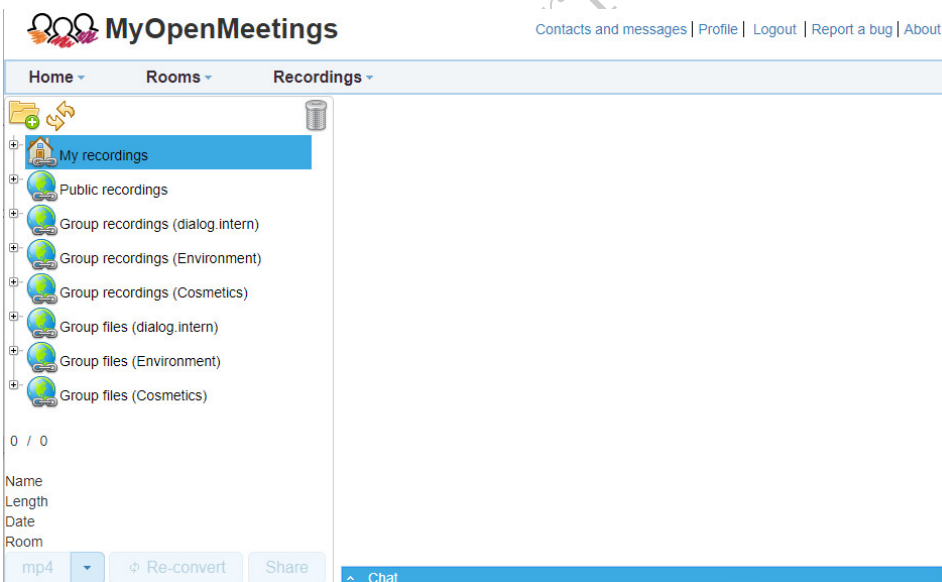 MyOpenMeetings
Contacts and messages | Profile | Logout | Report a bug | About
Home Rooms Recordings
My recordings
Public recordings
Group recordings (dialog.intern)
Group recordings (Environment)
Group recordings (Cosmetics)
Group files (dialog.intern)
Group files (Environment)
Group files (Cosmetics)
0 / 0
Name
Length
Date
Room
mp4 Re-convert Share
Chat